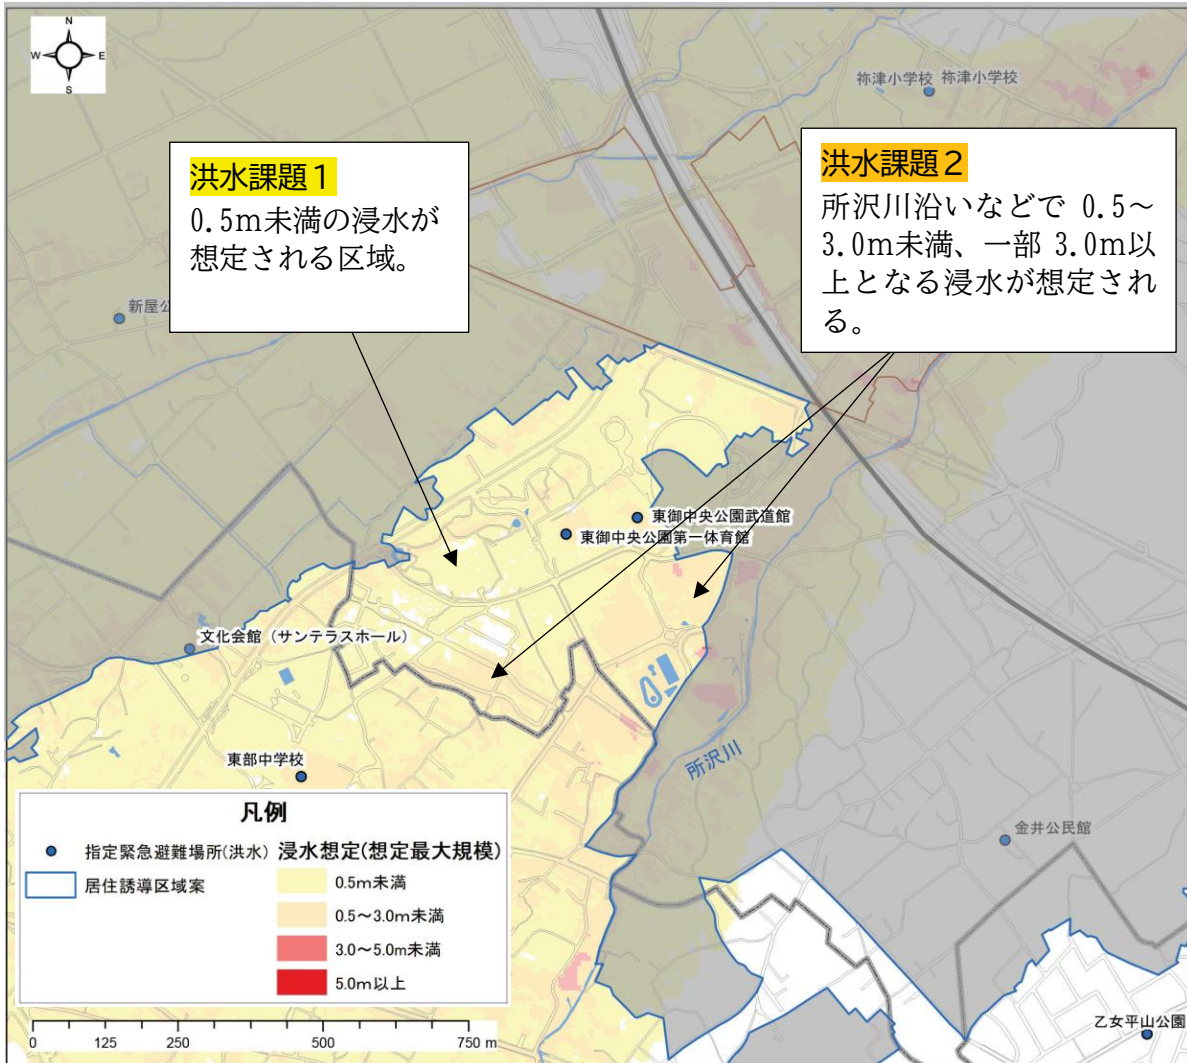 N
W E
S
祢津小学校 祢津小学校
洪水課題１
0.5m未満の浸水が
想定される区域。
洪水課題２
所沢川沿いなどで 0.5～
3.0m未満、一部 3.0m以
上となる浸水が想定され
る。
新屋公
東御中央公園武道館
東御中央公園第一体育館
文化会館（サンテラスホール）
東部中学校
所沢川
金井公民館
乙女平山公園
凡例
指定緊急避難場所(洪水)
居住誘導区域案
浸水想定(想定最大規模)
0.5m未満
0.5～3.0m未満
3.0～5.0m未満
5.0m以上
0 125 250 500 750 m